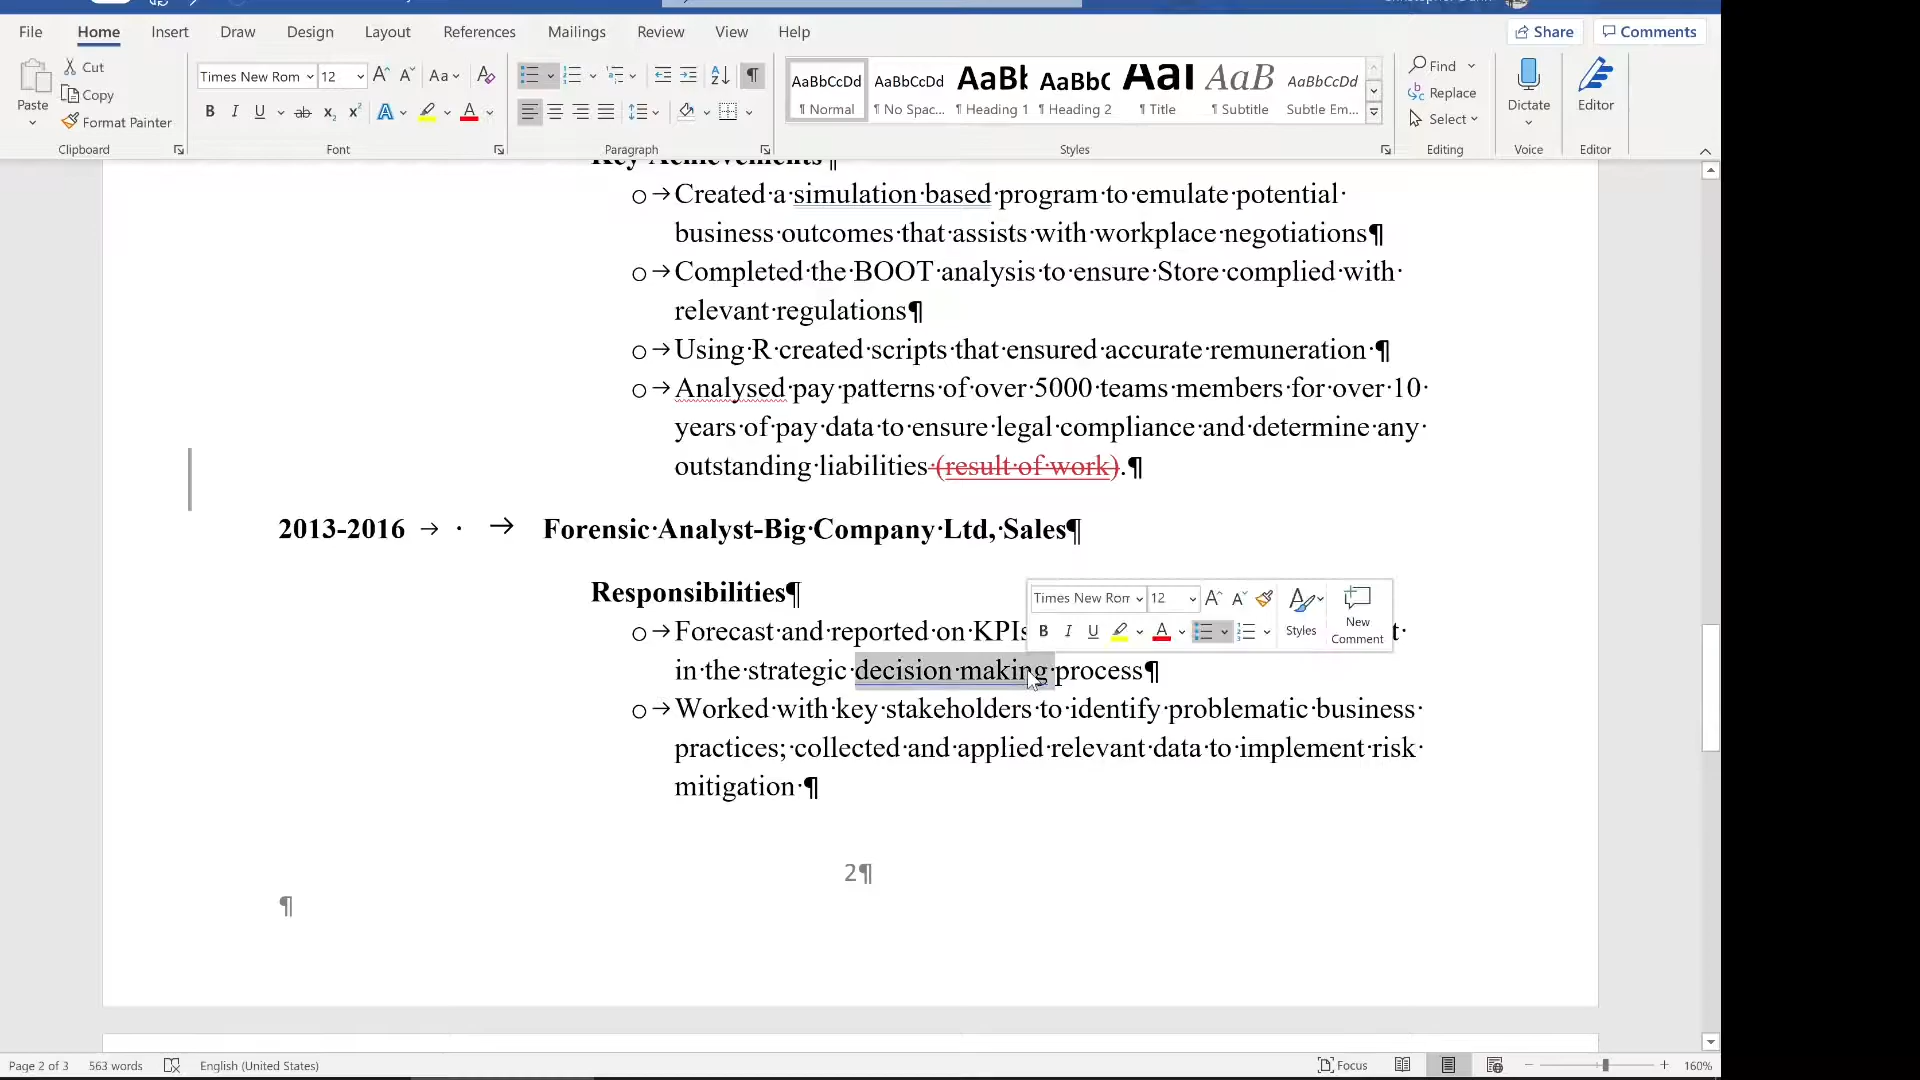 File Home Insert Draw Design Layout References Mailings Review View Help Share Comments
Paste Cut Copy Format Painter Clipboard
Times New Rom 12 Aa
B I U ab x₂ x² A A
Font
Paragraph
AaBbCcDd AaBbCcDd AaBb AaBbC AaI AaB AaBbCcDd
¶ Normal ¶ No Spac... ¶ Heading 1 ¶ Heading 2 ¶ Title ¶ Subtitle Subtle Em...
Styles
Find Replace Select Editing
Dictate Voice
Editor Editor
Key Achievements¶
o→Created·a·simulation·based·program·to·emulate·potential·
business·outcomes·that·assists·with·workplace·negotiations¶
o→Completed·the·BOOT·analysis·to·ensure·Store·complied·with·
relevant·regulations¶
o→Using·R·created·scripts·that·ensured·accurate·remuneration·¶
o→Analysed·pay·patterns·of·over·5000·teams·members·for·over·10·
years·of·pay·data·to·ensure·legal·compliance·and·determine·any·
outstanding·liabilities·(result·of·work).¶
2013-2016 → · → Forensic·Analyst-Big·Company·Ltd,·Sales¶
Responsibilities¶
o→Forecast·and·reported·on·KPIs
in·the·strategic·decision·making·process¶
o→Worked·with·key·stakeholders·to·identify·problematic·business·
practices;·collected·and·applied·relevant·data·to·implement·risk·
mitigation·¶
Times New Rom 12 Styles New Comment
B I U A
2¶
¶
Page 2 of 3 563 words English (United States) Focus 160%